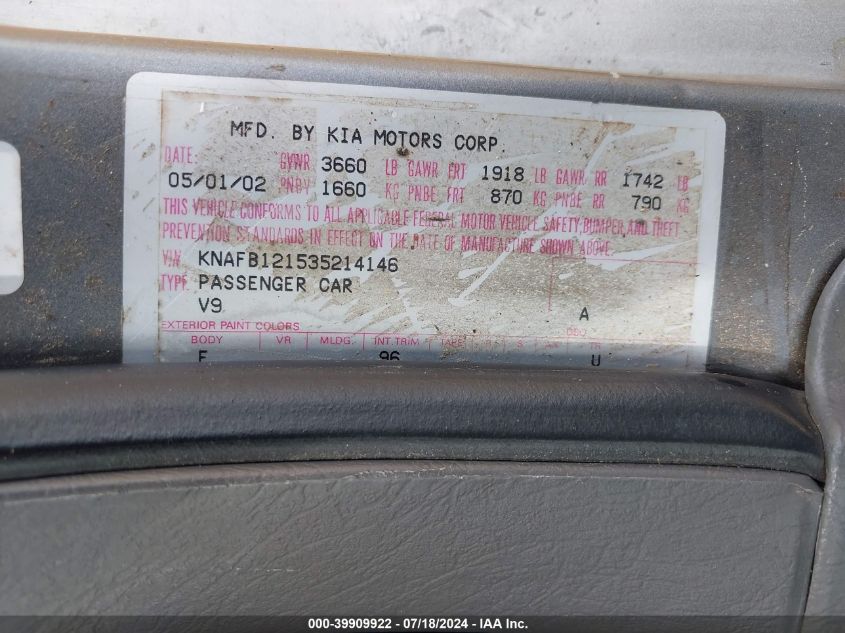 MFD. BY KIA MOTORS CORP.
DATE: GVWR 3660 LB GAWR FRT 1918 LB GAWR RR 1742 LB
05/01/02 PNBV 1660 KG PNBE FRT 870 KG PNBE RR 790 KG
THIS VEHICLE CONFORMS TO ALL APPLICABLE FEDERAL MOTOR VEHICLE SAFETY, BUMPER, AND THEFT
PREVENTION STANDARDS IN EFFECT ON THE DATE OF MANUFACTURE SHOWN ABOVE.
V.I.N KNAFB121535214146
TYPE PASSENGER CAR
V9 A
EXTERIOR PAINT COLORS
BODY VR MLDG. INT.TRIM TAPE S TR
96 U
000-39909922 - 07/18/2024 - IAA Inc.